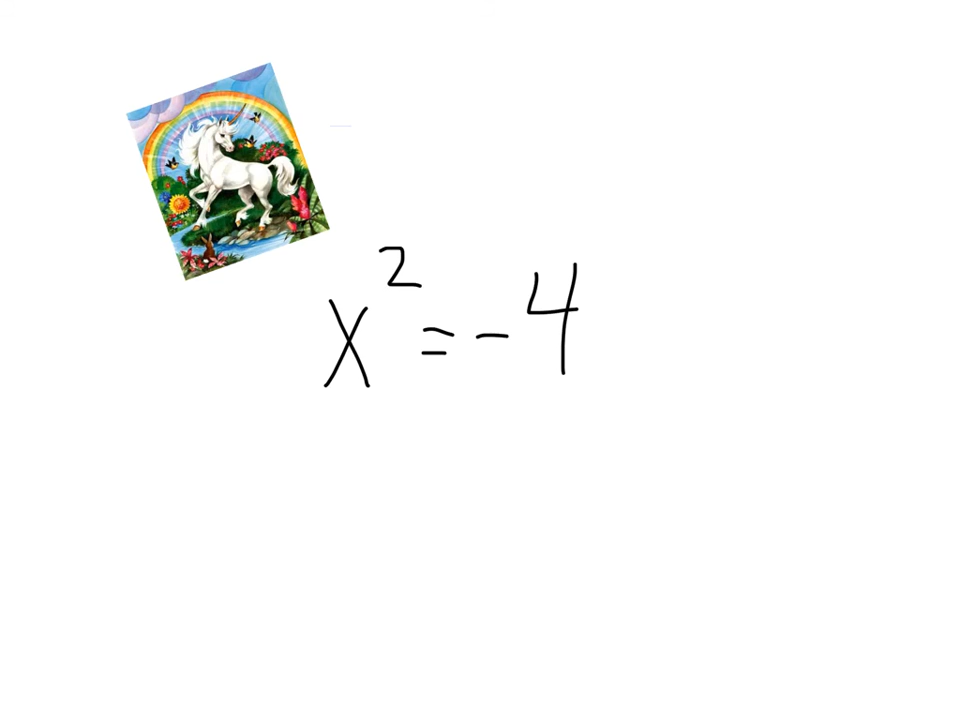 x² = -4